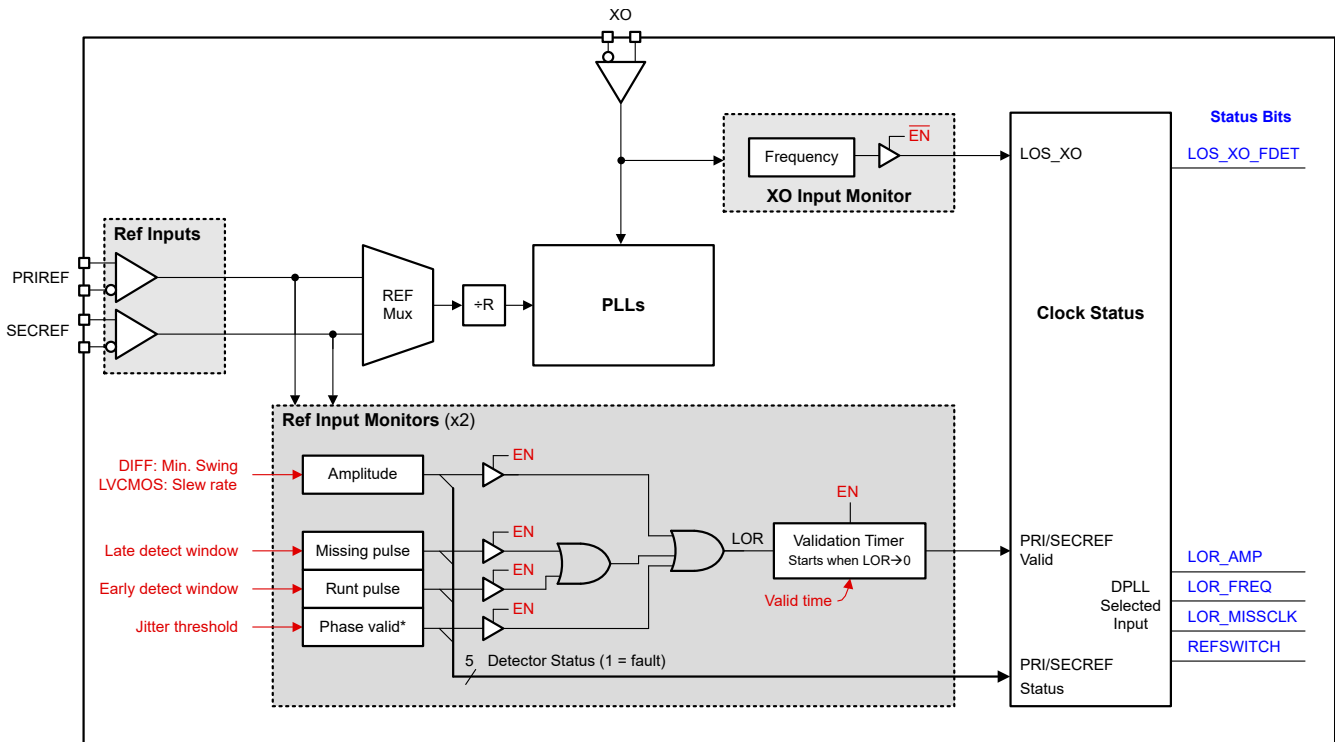 XO
Status Bits
EN
Frequency
LOS_XO
LOS_XO_FDET
XO Input Monitor
Ref Inputs
PRIREF
SECREF
REF
Mux
÷R
PLLs
Clock Status
Ref Input Monitors (x2)
DIFF: Min. Swing
LVCMOS: Slew rate
Amplitude
EN
EN
Late detect window
Missing pulse
EN
LOR
Validation Timer
Starts when LOR→0
PRI/SECREF
Valid
LOR_AMP
Early detect window
Runt pulse
EN
Valid time
DPLL
Selected
Input
LOR_FREQ
Jitter threshold
Phase valid*
EN
LOR_MISSCLK
REFSWITCH
5 Detector Status (1 = fault)
PRI/SECREF
Status